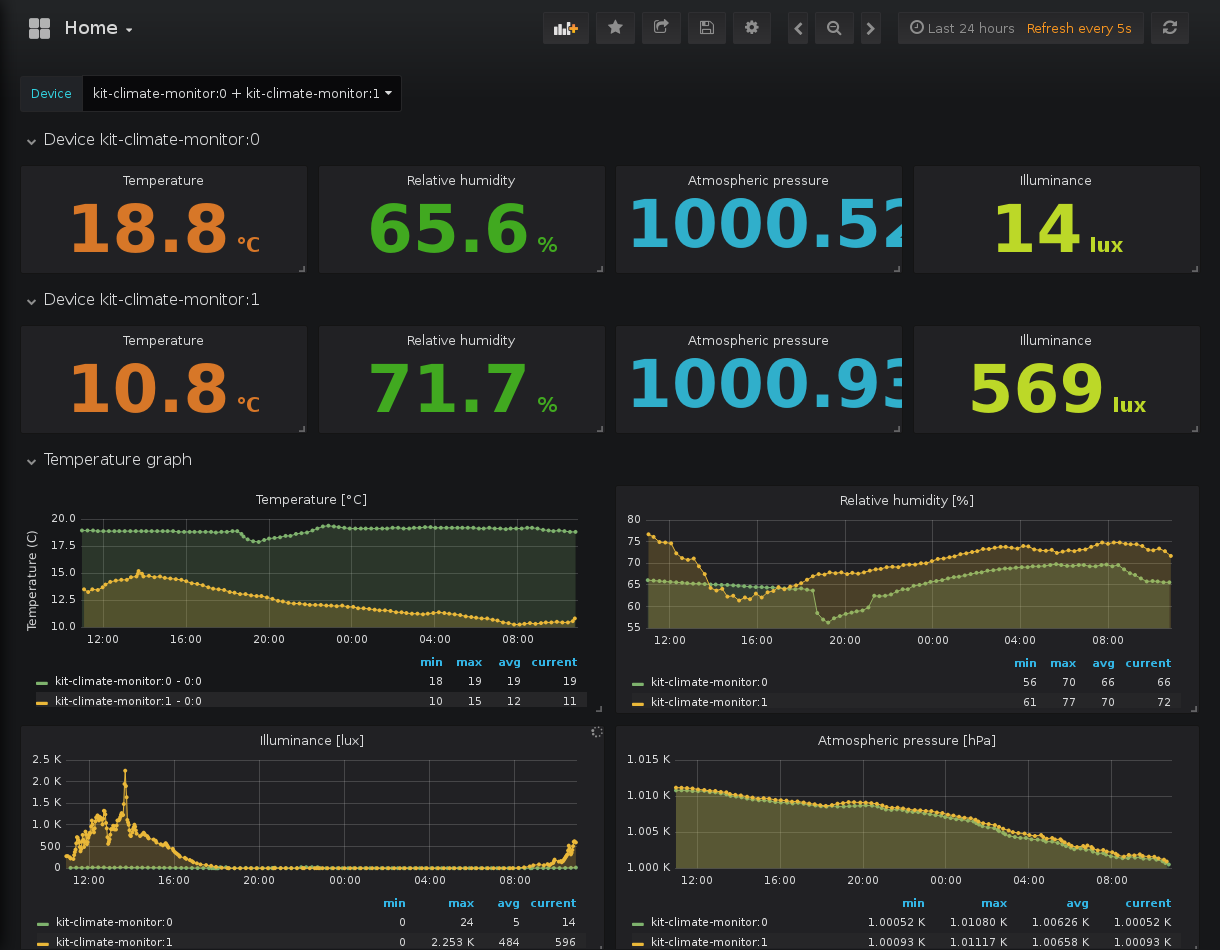 Home
Last 24 hours Refresh every 5s
Device kit-climate-monitor:0 + kit-climate-monitor:1
Device kit-climate-monitor:0
Temperature Relative humidity Atmospheric pressure Illuminance
18.8 °C 65.6 % 1000.52 14 lux
Device kit-climate-monitor:1
Temperature Relative humidity Atmospheric pressure Illuminance
10.8 °C 71.7 % 1000.93 569 lux
Temperature graph
Temperature [°C]
Temperature (C)
20.0
17.5
15.0
12.5
10.0
12:00 16:00 20:00 00:00 04:00 08:00
min max avg current
kit-climate-monitor:0 - 0:0 18 19 19 19
kit-climate-monitor:1 - 0:0 10 15 12 11
Relative humidity [%]
80
75
70
65
60
55
12:00 16:00 20:00 00:00 04:00 08:00
min max avg current
kit-climate-monitor:0 56 70 66 66
kit-climate-monitor:1 61 77 70 72
Illuminance [lux]
2.5 K
2.0 K
1.5 K
1.0 K
500
0
12:00 16:00 20:00 00:00 04:00 08:00
min max avg current
kit-climate-monitor:0 0 24 5 14
kit-climate-monitor:1 0 2.253 K 484 596
Atmospheric pressure [hPa]
1.015 K
1.010 K
1.005 K
1.000 K
12:00 16:00 20:00 00:00 04:00 08:00
min max avg current
kit-climate-monitor:0 1.00052 K 1.01080 K 1.00626 K 1.00052 K
kit-climate-monitor:1 1.00093 K 1.01117 K 1.00658 K 1.00093 K